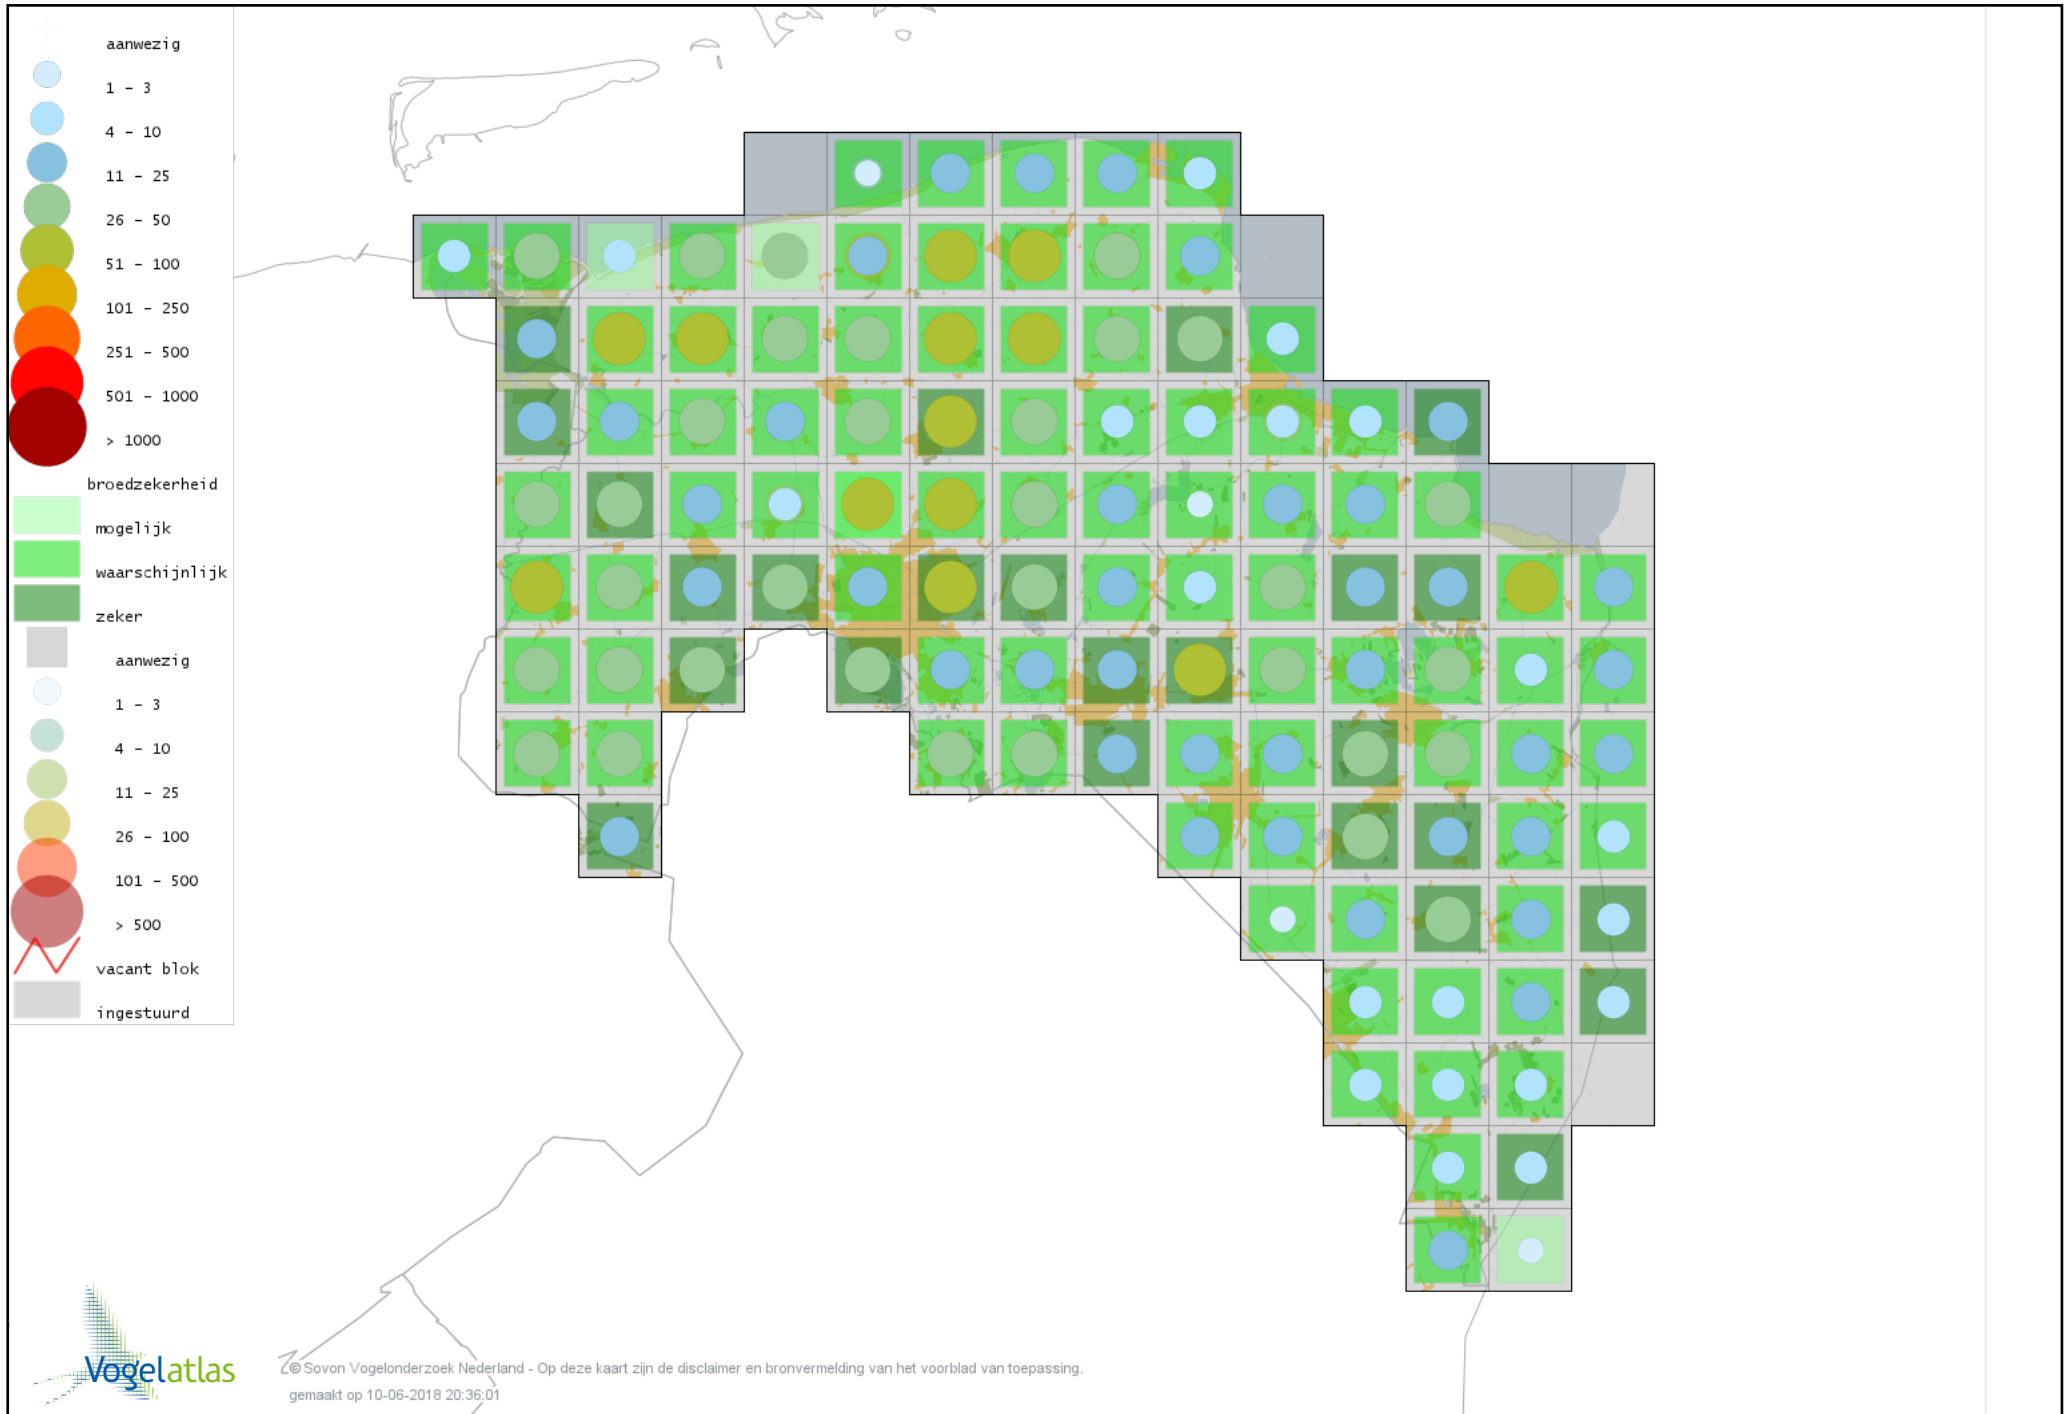 aanwezig
1 - 3
4 - 10
11 - 25
26 - 50
51 - 100
101 - 250
251 - 500
501 - 1000
> 1000
broedzekerheid
mogelijk
waarschijnlijk
zeker
aanwezig
1 - 3
4 - 10
11 - 25
26 - 100
101 - 500
> 500
vacant blok
ingestuurd
Vogelatlas
© Sovon Vogelonderzoek Nederland - Op deze kaart zijn de disclaimer en bronvermelding van het voorblad van toepassing.
gemaakt op 10-06-2018 20:36:01